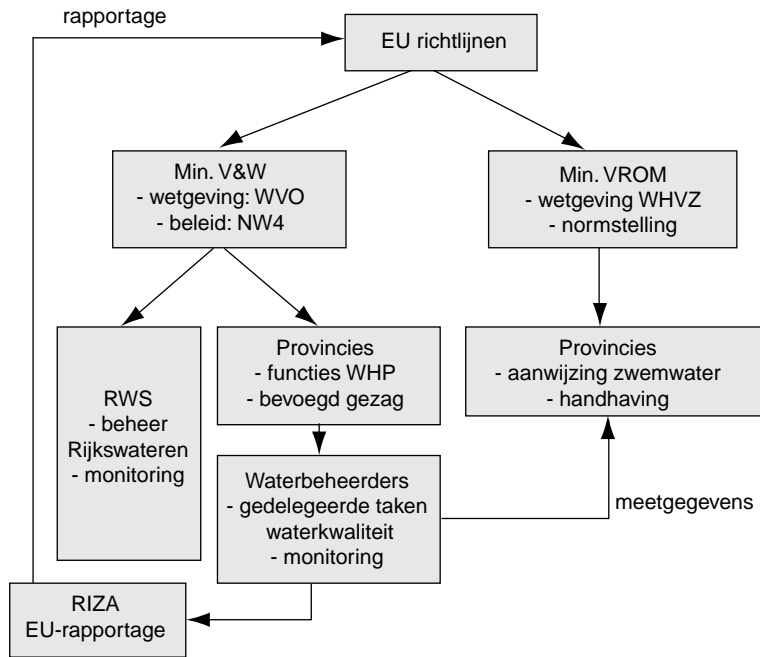 rapportage
EU richtlijnen
Min. V&W
- wetgeving: WVO
- beleid: NW4
Min. VROM
- wetgeving WHVZ
- normstelling
RWS
- beheer
Rijkswateren
- monitoring
Provincies
- functies WHP
- bevoegd gezag
Provincies
- aanwijzing zwemwater
- handhaving
Waterbeheerders
- gedelegeerde taken
waterkwaliteit
- monitoring
meetgegevens
RIZA
EU-rapportage